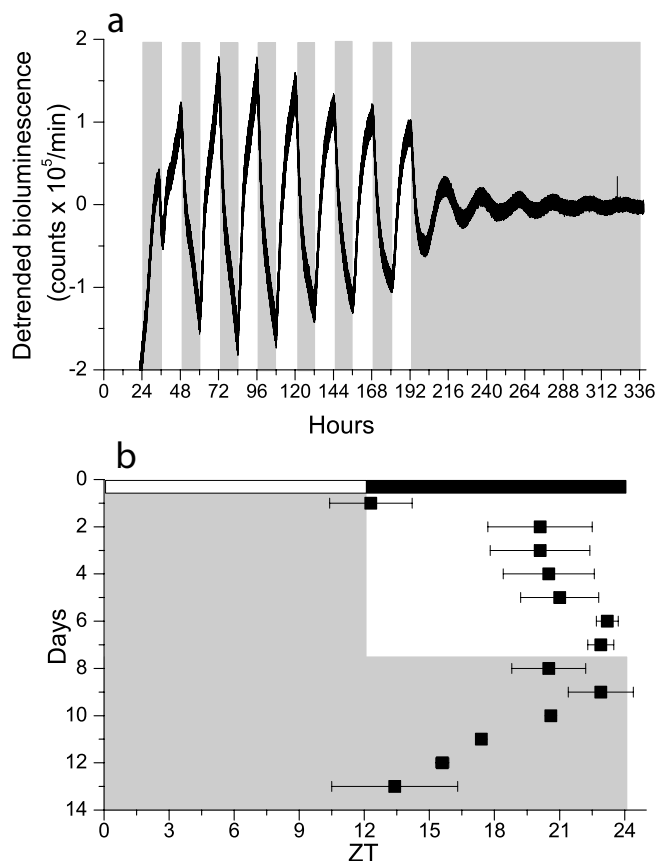 a
Detrended bioluminescence
(counts x 10⁵/min)
2
1
0
-1
-2
0 24 48 72 96 120 144 168 192 216 240 264 288 312 336
Hours
b
Days
0
2
4
6
8
10
12
14
0 3 6 9 12 15 18 21 24
ZT